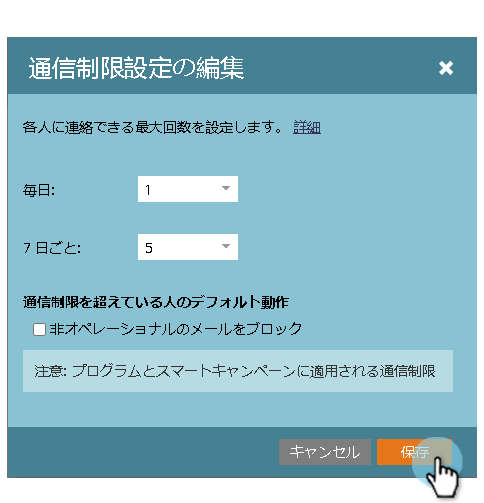 通信制限設定の編集
各人に連絡できる最大回数を設定します。 詳細
毎日: 1
7 日ごと: 5
通信制限を超えている人のデフォルト動作
非オペレーショナルのメールをブロック
注意: プログラムとスマートキャンペーンに適用される通信制限
キャンセル 保存